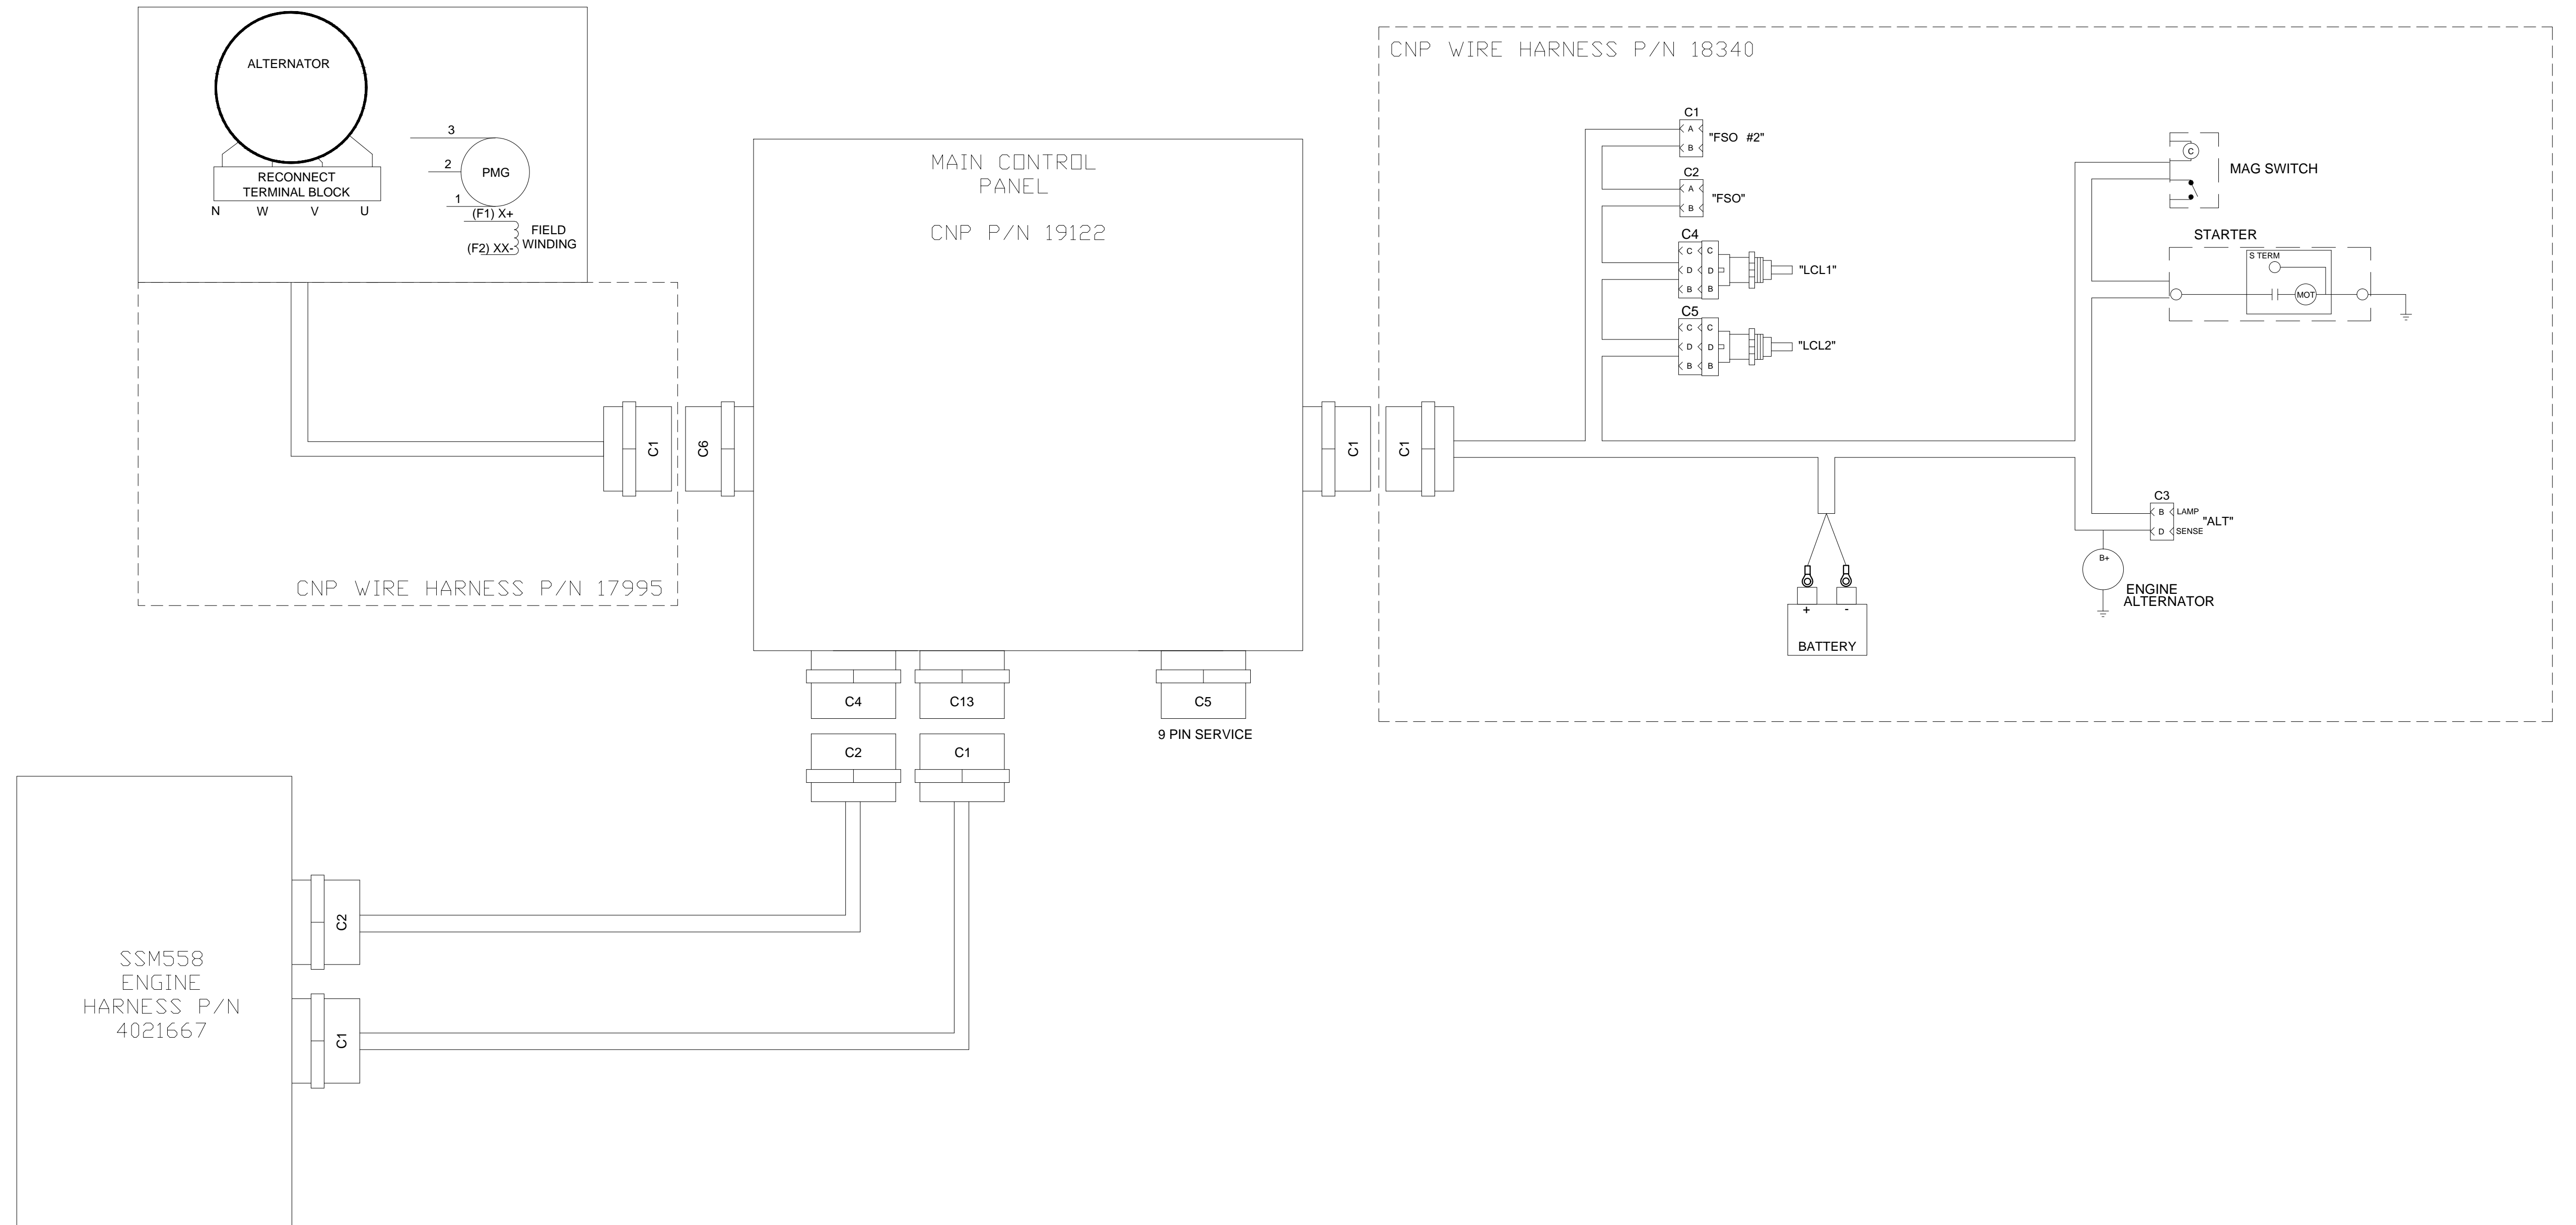 ALTERNATOR
RECONNECT
TERMINAL BLOCK
N W V U
3
2
1
PMG
(F1) X+
(F2) XX-
FIELD
WINDING
C1
CNP WIRE HARNESS P/N 17995
MAIN CONTROL
PANEL
CNP P/N 19122
C6
C1
C4
C13
C5
9 PIN SERVICE
C2
C1
SSM558
ENGINE
HARNESS P/N
4021667
C2
C1
CNP WIRE HARNESS P/N 18340
C1
C1
A
B
"FSO #2"
C2
A
B
"FSO"
C4
C C
D D
B B
"LCL1"
C5
C C
D D
B B
"LCL2"
C
MAG SWITCH
STARTER
S TERM
MOT
C3
B LAMP
D SENSE
"ALT"
B+
ENGINE
ALTERNATOR
+ -
BATTERY